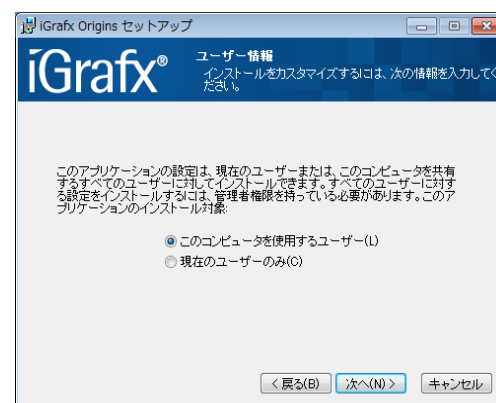 iGrafx Origins セットアップ
iGrafx®
ユーザー情報
インストールをカスタマイズするには、次の情報を入力してく
ださい。
このアプリケーションの設定は、現在のユーザーまたは、このコンピュータを共有
するすべてのユーザーに対してインストールできます。すべてのユーザーに対す
る設定をインストールするには、管理者権限を持っている必要があります。このア
プリケーションのインストール対象:
このコンピュータを使用するユーザー(L)
現在のユーザーのみ(C)
< 戻る(B)
次へ(N) >
キャンセル